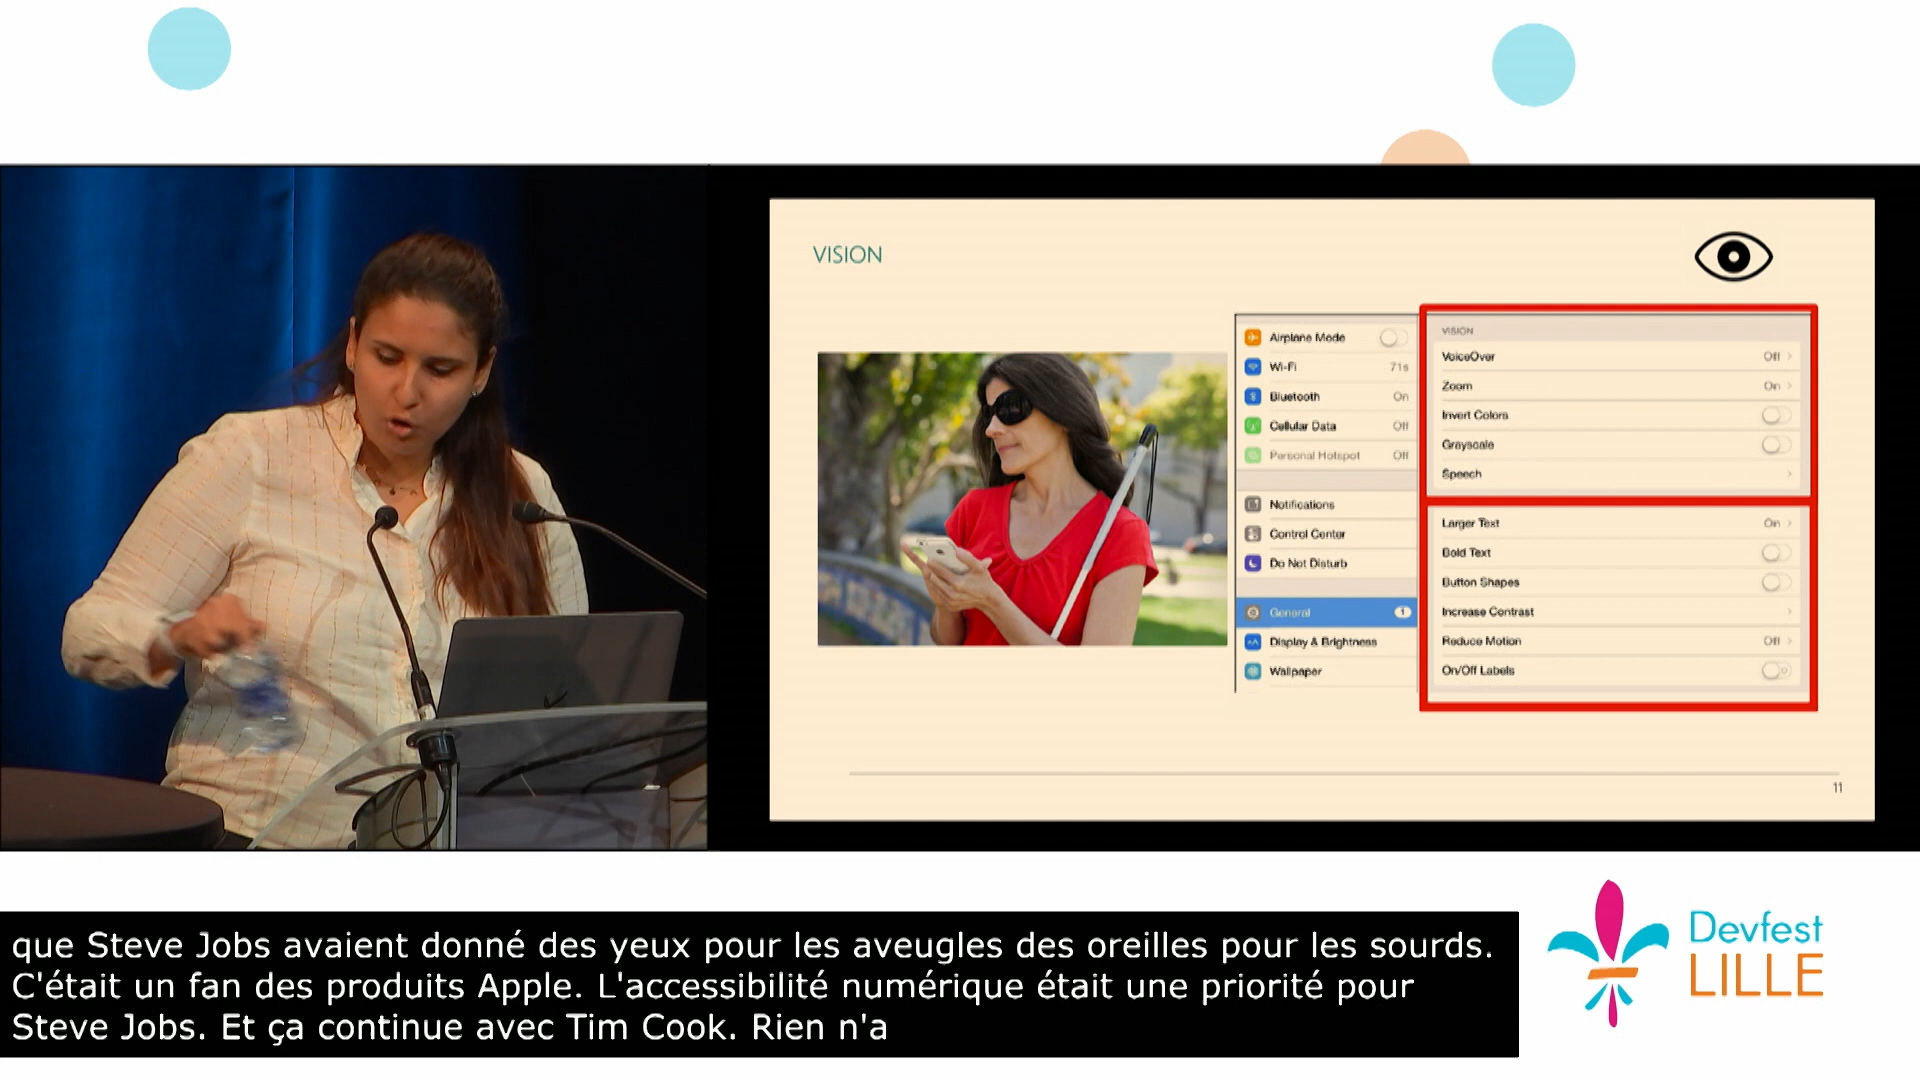 VISION
Airplane Mode
Wi-Fi 71s
Bluetooth On
Cellular Data Off
Personal Hotspot Off
Notifications
Control Center
Do Not Disturb
General 1
Display & Brightness
Wallpaper
VISION
VoiceOver Off
Zoom On
Invert Colors
Grayscale
Speech
Larger Text On
Bold Text
Button Shapes
Increase Contrast
Reduce Motion Off
On/Off Labels
11
que Steve Jobs avaient donné des yeux pour les aveugles des oreilles pour les sourds.
C'était un fan des produits Apple. L'accessibilité numérique était une priorité pour
Steve Jobs. Et ça continue avec Tim Cook. Rien n'a
Devfest
LILLE